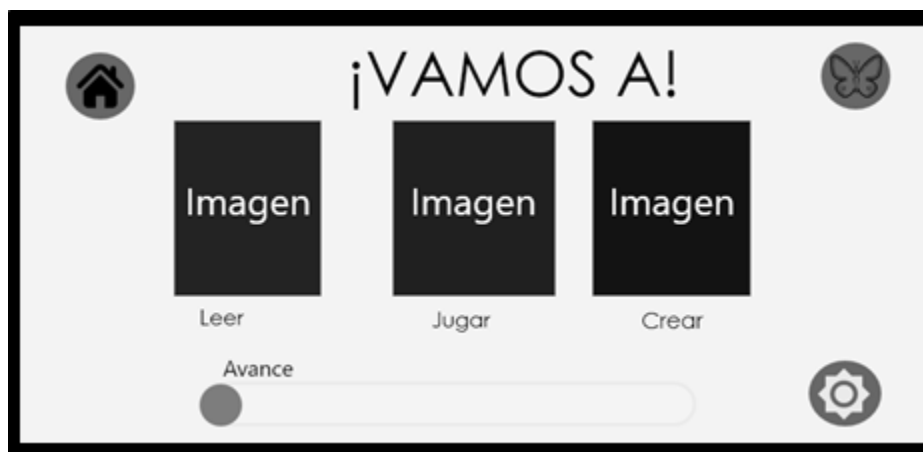 ¡VAMOS A!
Imagen
Imagen
Imagen
Leer
Jugar
Crear
Avance